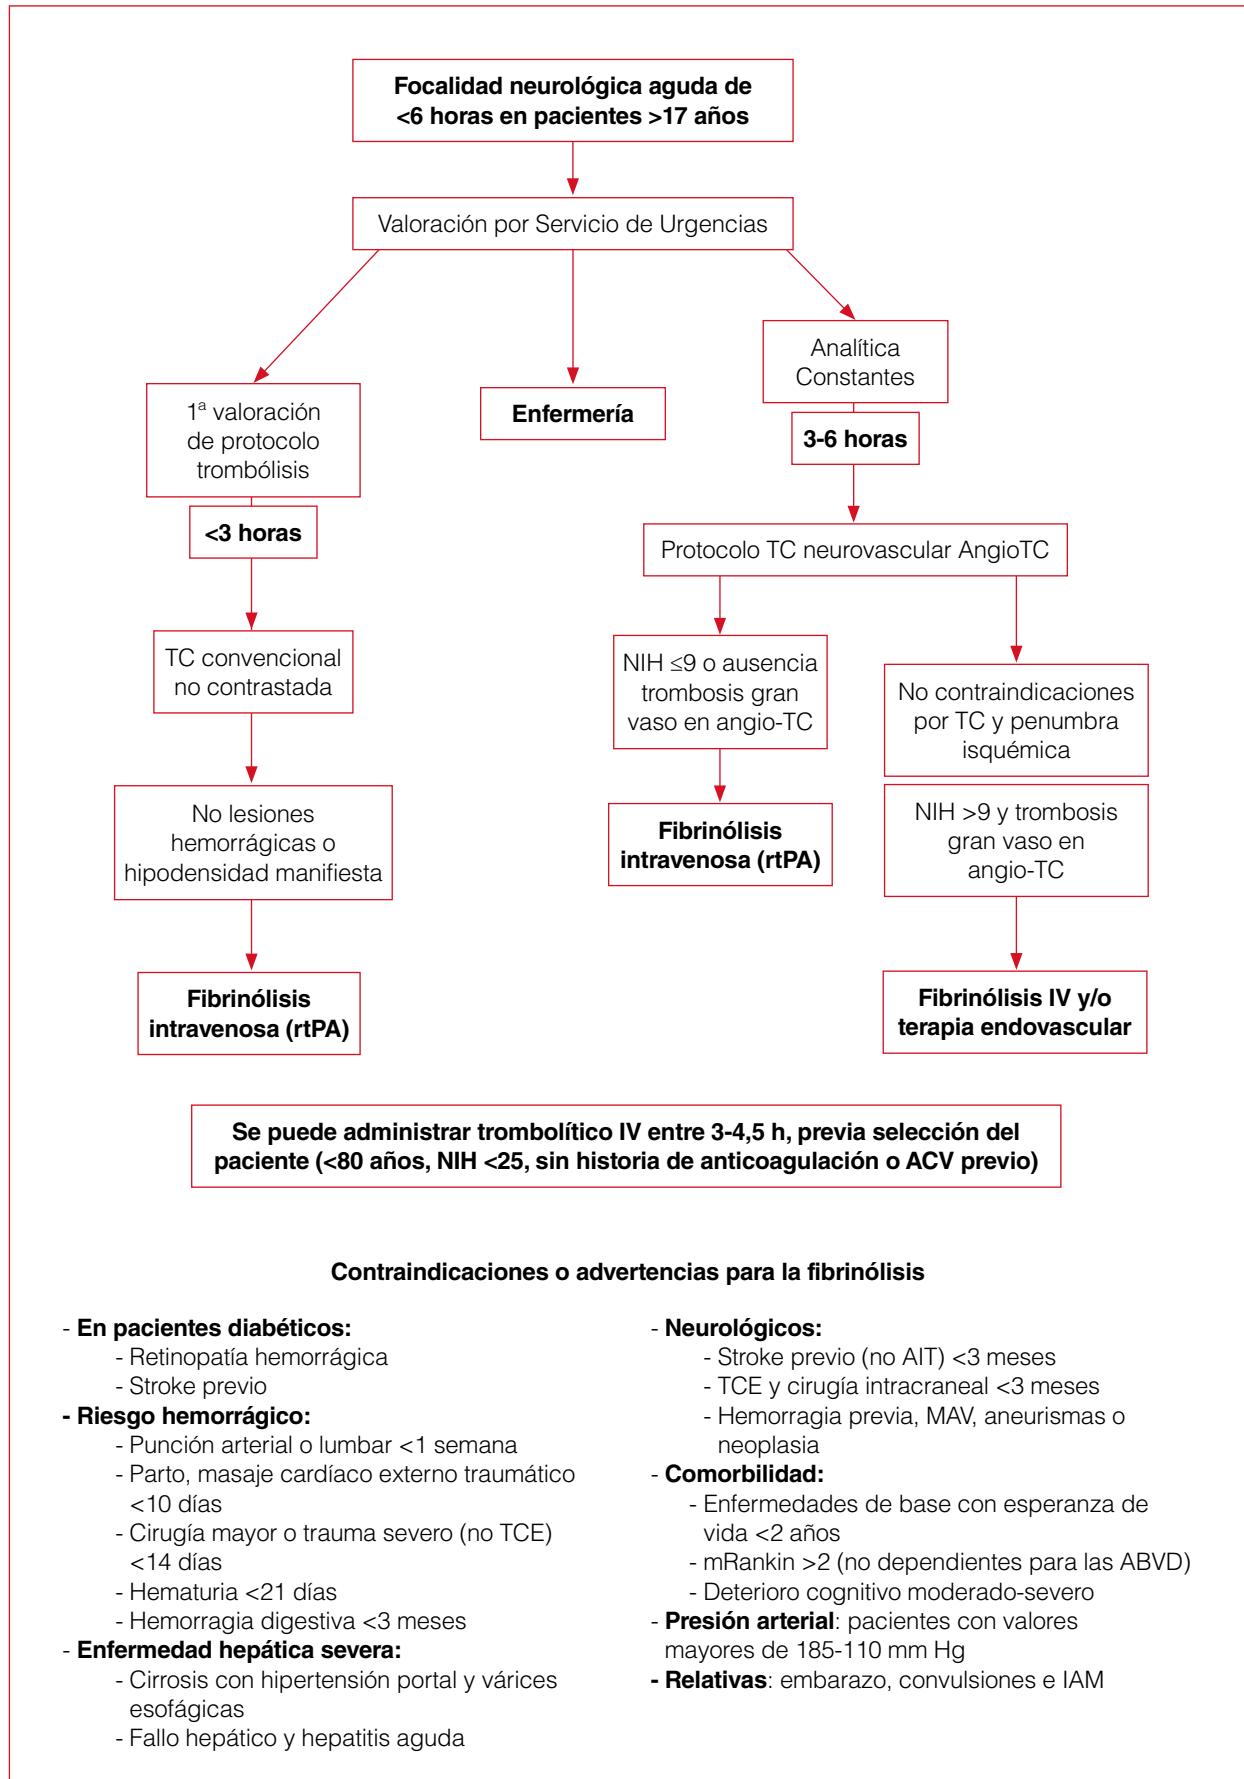 Focalidad neurológica aguda de
<6 horas en pacientes >17 años
Valoración por Servicio de Urgencias
1ª valoración
de protocolo
trombólisis
<3 horas
TC convencional
no contrastada
No lesiones
hemorrágicas o
hipodensidad manifiesta
Fibrinólisis
intravenosa (rtPA)
Enfermería
Analítica
Constantes
3-6 horas
Protocolo TC neurovascular AngioTC
NIH ≤9 o ausencia
trombosis gran
vaso en angio-TC
Fibrinólisis
intravenosa (rtPA)
No contraindicaciones
por TC y penumbra
isquémica
NIH >9 y trombosis
gran vaso en
angio-TC
Fibrinólisis IV y/o
terapia endovascular
Se puede administrar trombolítico IV entre 3-4,5 h, previa selección del
paciente (<80 años, NIH <25, sin historia de anticoagulación o ACV previo)
Contraindicaciones o advertencias para la fibrinólisis
- En pacientes diabéticos:
- Retinopatía hemorrágica
- Stroke previo
- Riesgo hemorrágico:
- Punción arterial o lumbar <1 semana
- Parto, masaje cardíaco externo traumático
<10 días
- Cirugía mayor o trauma severo (no TCE)
<14 días
- Hematuria <21 días
- Hemorragia digestiva <3 meses
- Enfermedad hepática severa:
- Cirrosis con hipertensión portal y várices
esofágicas
- Fallo hepático y hepatitis aguda
- Neurológicos:
- Stroke previo (no AIT) <3 meses
- TCE y cirugía intracraneal <3 meses
- Hemorragia previa, MAV, aneurismas o
neoplasia
- Comorbilidad:
- Enfermedades de base con esperanza de
vida <2 años
- mRankin >2 (no dependientes para las ABVD)
- Deterioro cognitivo moderado-severo
- Presión arterial: pacientes con valores
mayores de 185-110 mm Hg
- Relativas: embarazo, convulsiones e IAM